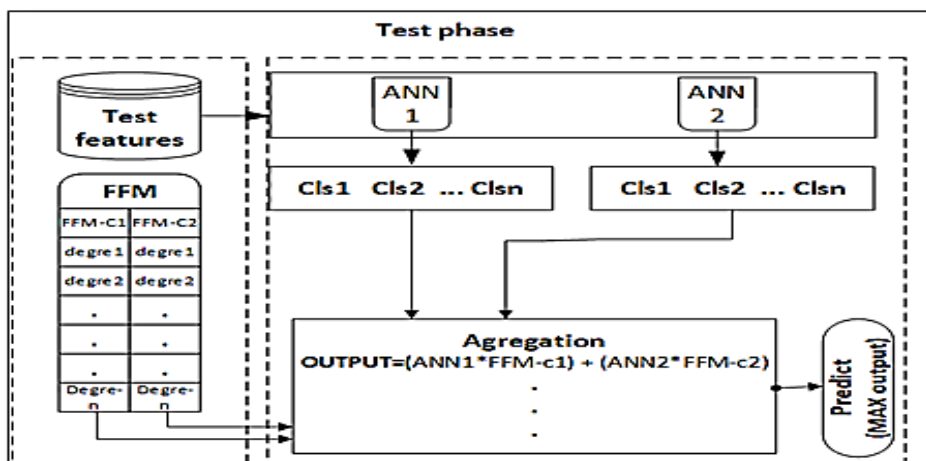 Test phase
Test
features
ANN
1
ANN
2
FFM
FFM-C1 FFM-C2
degre1 degre1
degre2 degre2
. .
. .
. .
Degre-
n
Degre-
n
Cls1 Cls2 ... Clsn
Cls1 Cls2 ... Clsn
Agregation
OUTPUT=(ANN1*FFM-c1) + (ANN2*FFM-c2)
.
.
.
Predict
(MAX output)